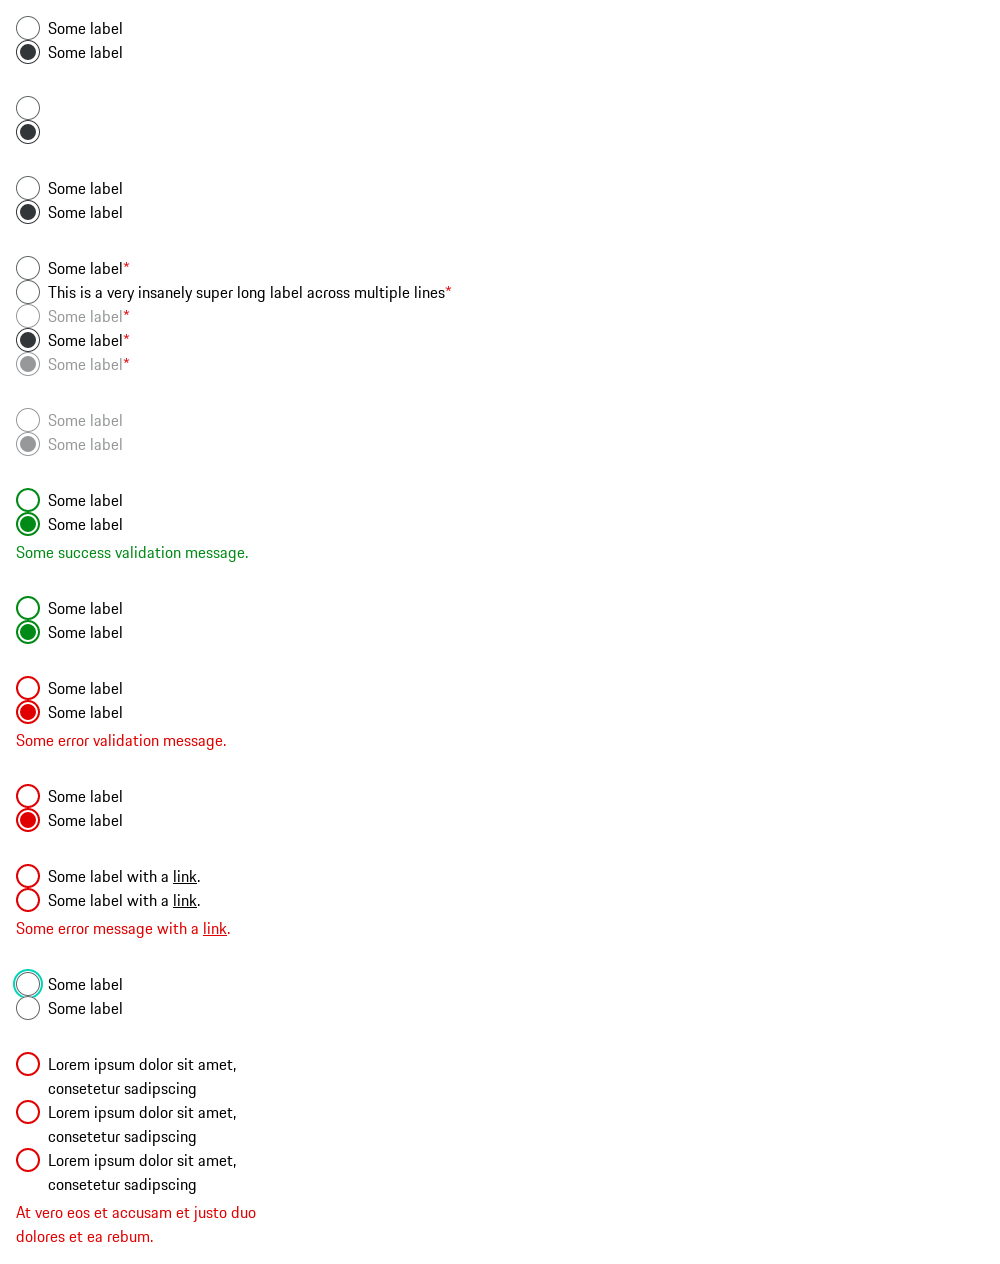 Some label
Some label
Some label
Some label
Some label*
This is a very insanely super long label across multiple lines*
Some label*
Some label*
Some label*
Some label
Some label
Some label
Some label
Some success validation message.
Some label
Some label
Some label
Some label
Some error validation message.
Some label
Some label
Some label with a link.
Some label with a link.
Some error message with a link.
Some label
Some label
Lorem ipsum dolor sit amet,
consetetur sadipscing
Lorem ipsum dolor sit amet,
consetetur sadipscing
Lorem ipsum dolor sit amet,
consetetur sadipscing
At vero eos et accusam et justo duo
dolores et ea rebum.